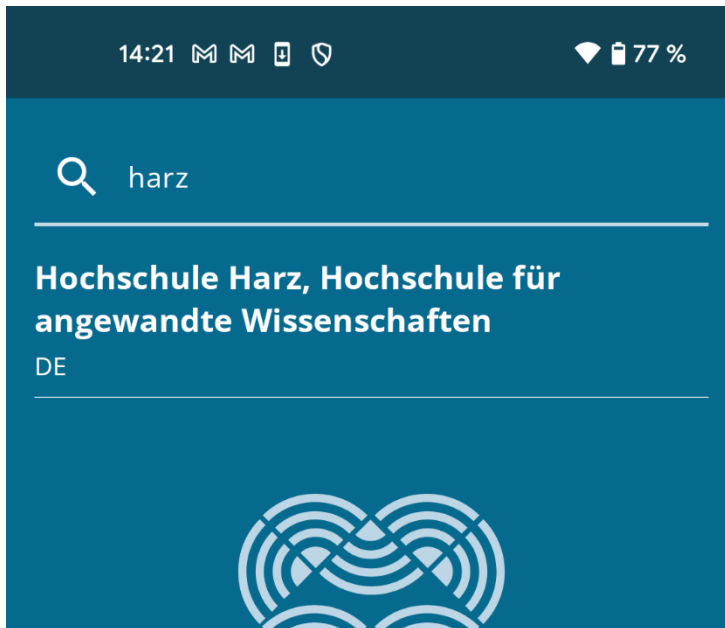 14:21 77 %
harz
Hochschule Harz, Hochschule für
angewandte Wissenschaften
DE